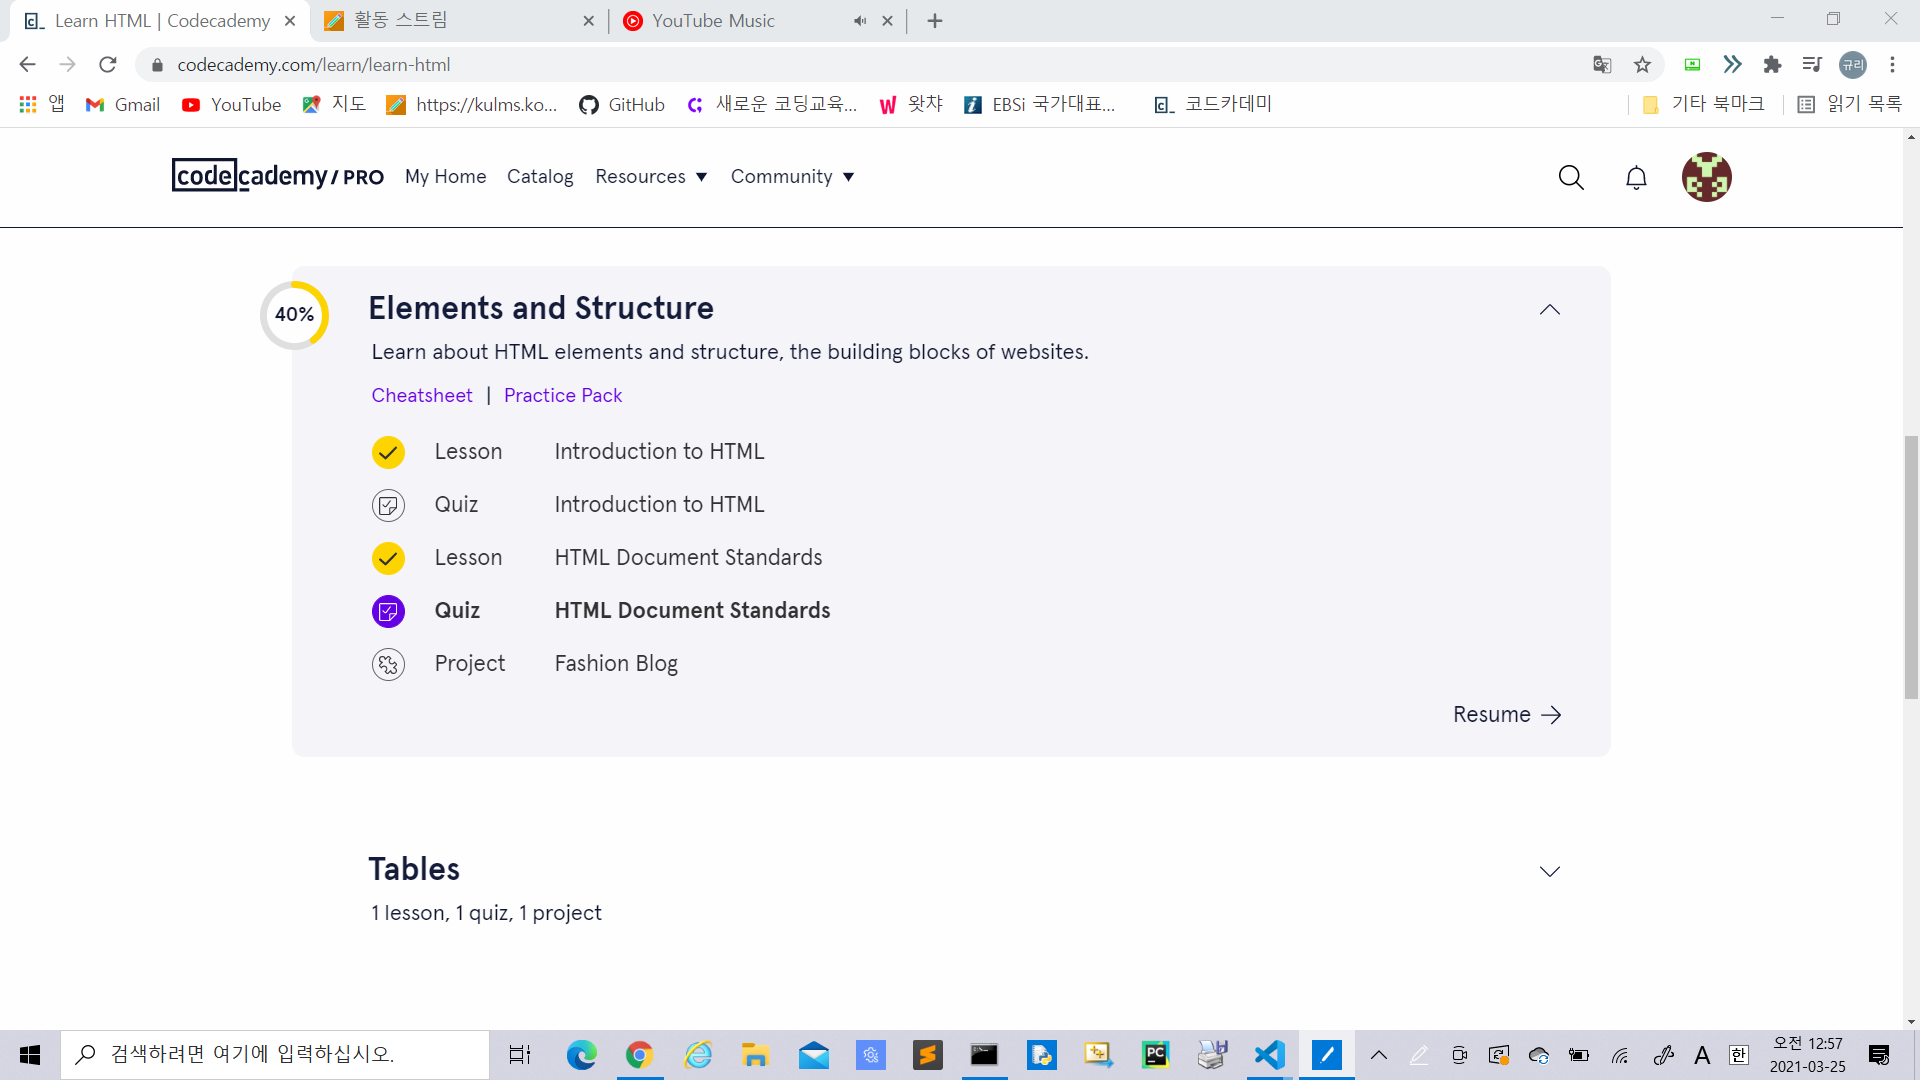 Learn HTML | Codecademy
활동 스트림
YouTube Music
codecademy.com/learn/learn-html
규리
앱
Gmail
YouTube
지도
https://kulms.ko...
GitHub
새로운 코딩교육...
왓챠
EBSi 국가대표...
코드카데미
기타 북마크
읽기 목록
codecademy / PRO
My Home
Catalog
Resources
Community
40%
Elements and Structure
Learn about HTML elements and structure, the building blocks of websites.
Cheatsheet | Practice Pack
Lesson Introduction to HTML
Quiz Introduction to HTML
Lesson HTML Document Standards
Quiz HTML Document Standards
Project Fashion Blog
Resume
Tables
1 lesson, 1 quiz, 1 project
검색하려면 여기에 입력하십시오.
A
한
오전 12:57
2021-03-25